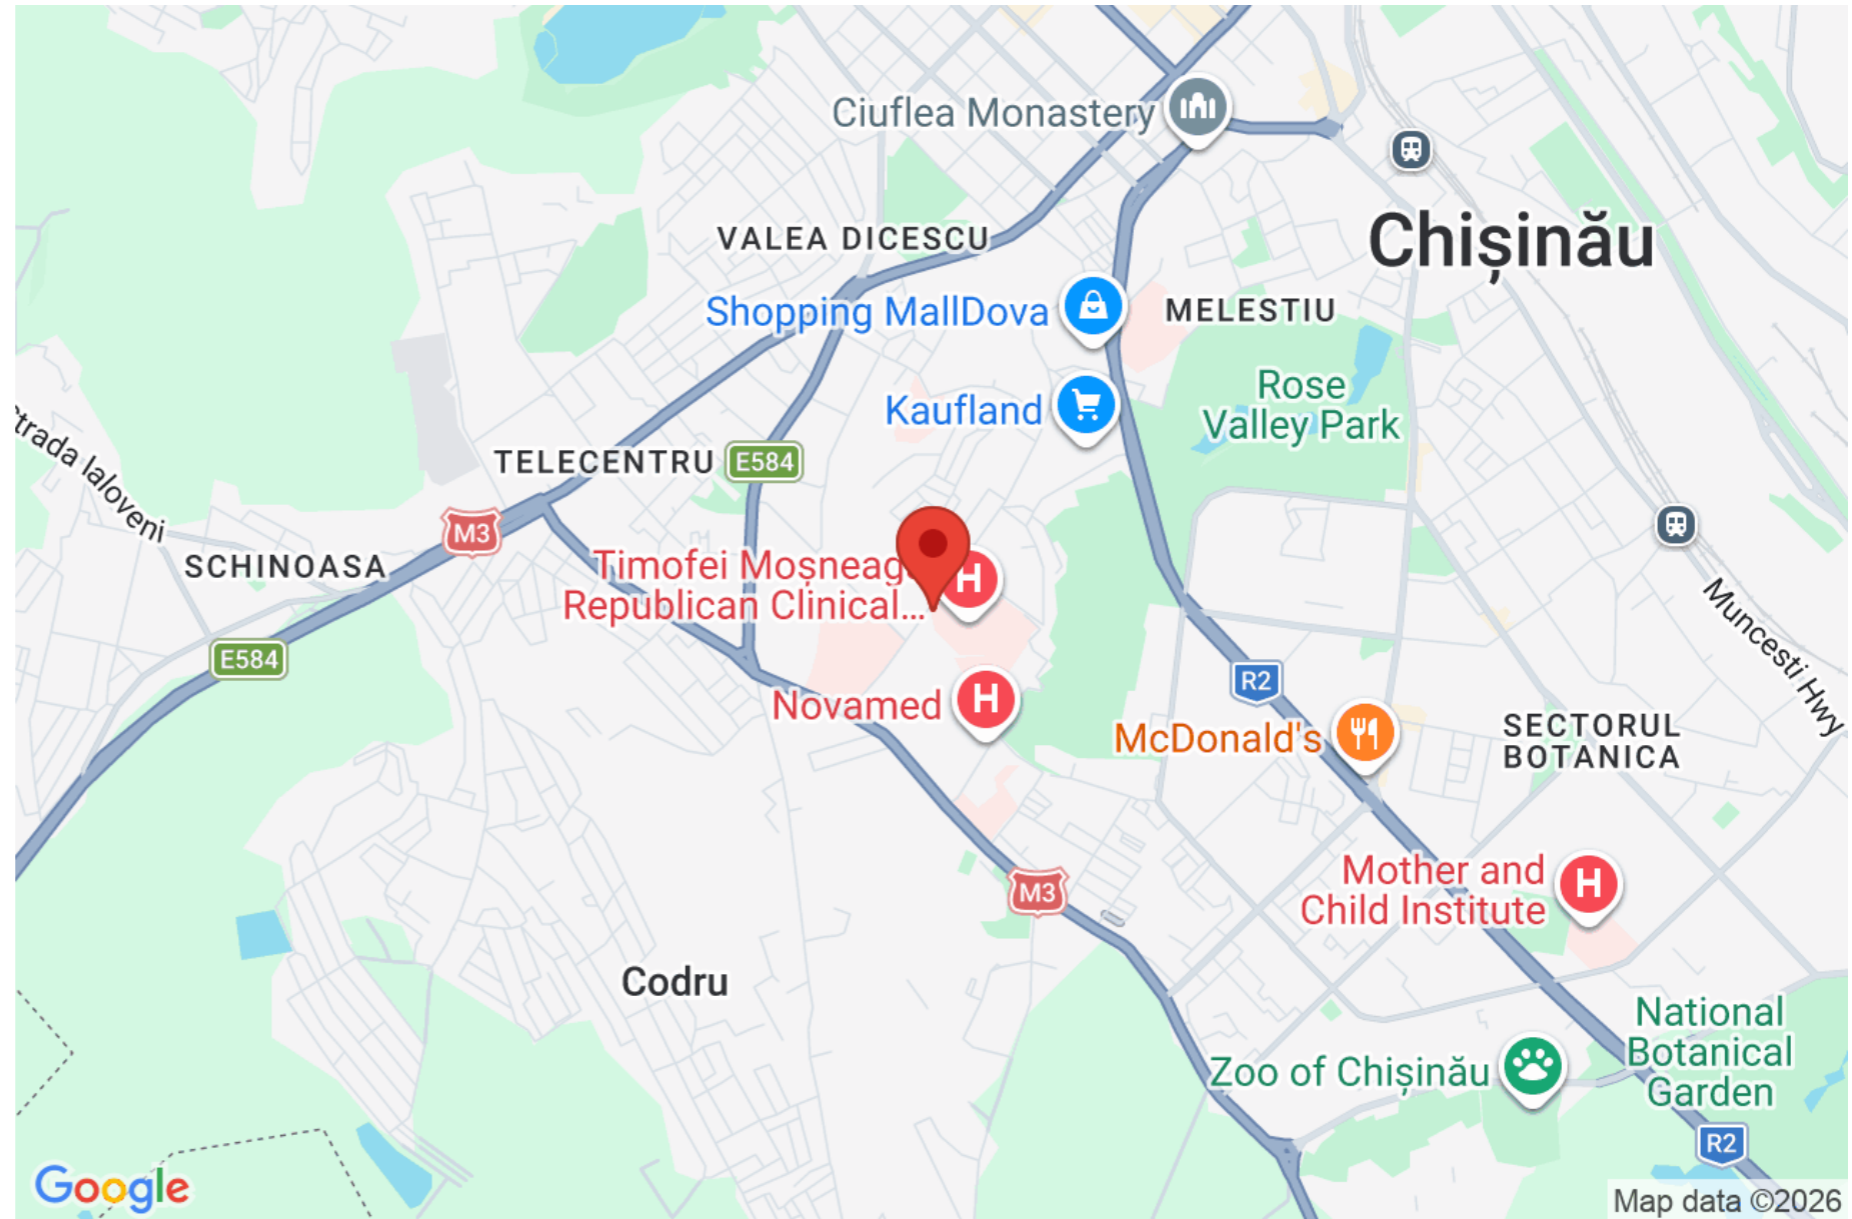 Ciuflea Monastery
Chișinău
VALEA DICESCU
Shopping MallDova
MELESTIU
Rose
Valley Park
Kaufland
strada Ialoveni
TELECENTRU
E584
M3
SCHINOASA
Timofei Moșneaga
Republican Clinical...
Muncesti Hwy
E584
R2
Novamed
McDonald's
SECTORUL
BOTANICA
M3
Mother and
Child Institute
Codru
National
Botanical
Garden
Zoo of Chișinău
R2
Google
Map data ©2026